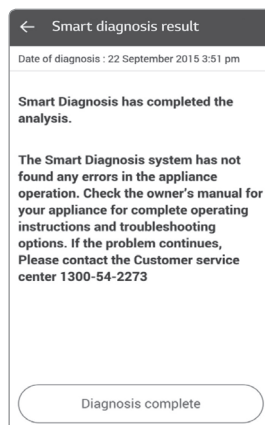 Smart diagnosis result
Date of diagnosis : 22 September 2015 3:51 pm
Smart Diagnosis has completed the
analysis.
The Smart Diagnosis system has not
found any errors in the appliance
operation. Check the owner's manual for
your appliance for complete operating
instructions and troubleshooting
options. If the problem continues,
Please contact the Customer service
center 1300-54-2273
Diagnosis complete